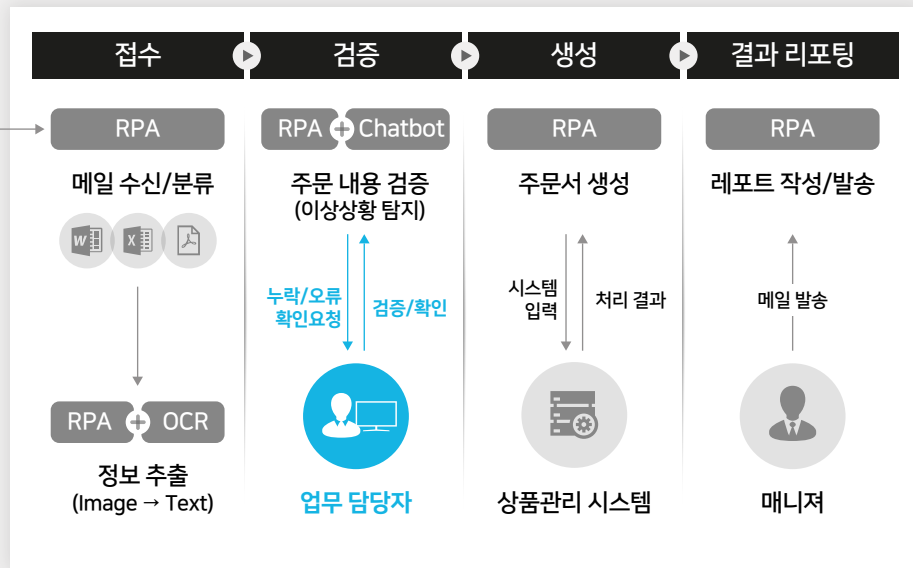 접수
검증
생성
결과 리포팅
RPA
메일 수신/분류
W
X
RPA + OCR
정보 추출
(Image → Text)
RPA + Chatbot
주문 내용 검증
(이상상황 탐지)
누락/오류
확인요청
검증/확인
업무 담당자
RPA
주문서 생성
시스템
입력
처리 결과
상품관리 시스템
RPA
레포트 작성/발송
메일 발송
매니져